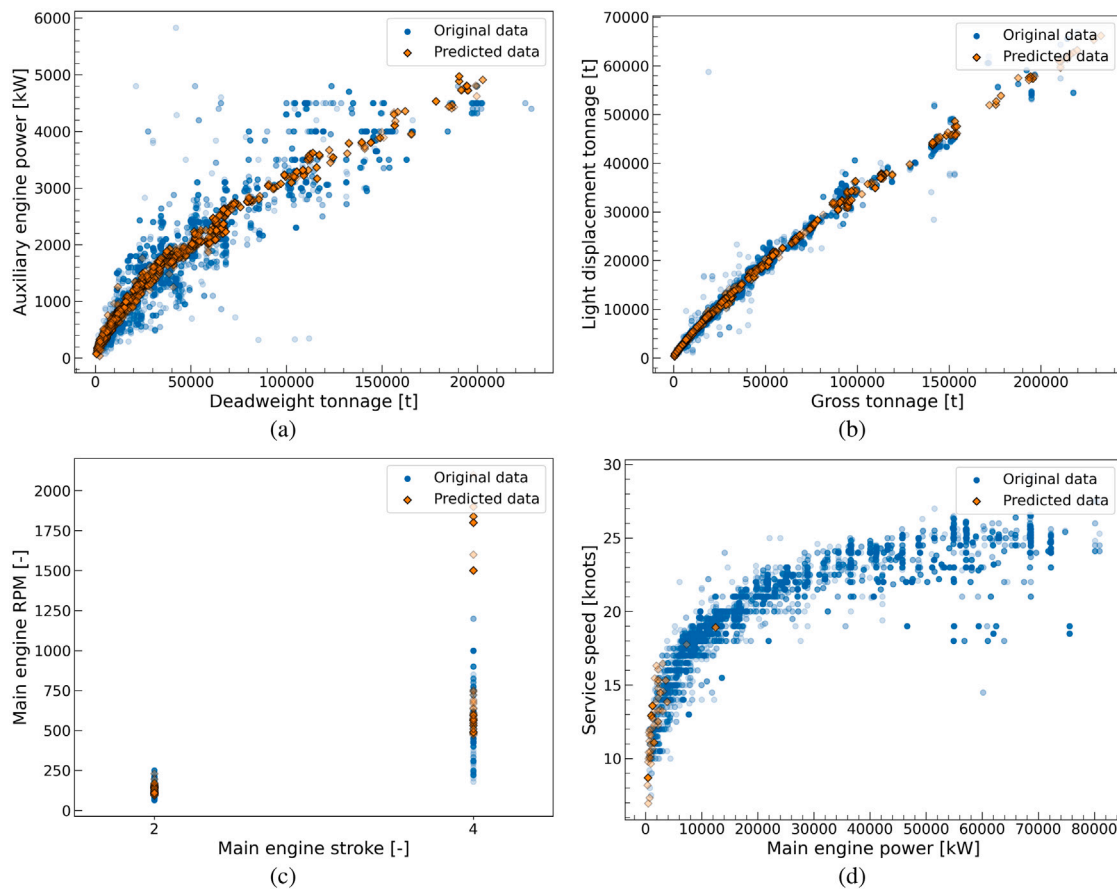 6000
5000
4000
3000
2000
1000
0
Auxiliary engine power [kW]
Original data
Predicted data
0 50000 100000 150000 200000
Deadweight tonnage [t]
(a)
70000
60000
50000
40000
30000
20000
10000
0
Light displacement tonnage [t]
Original data
Predicted data
0 50000 100000 150000 200000
Gross tonnage [t]
(b)
2000
1750
1500
1250
1000
750
500
250
0
Main engine RPM [-]
Original data
Predicted data
2 4
Main engine stroke [-]
(c)
30
25
20
15
10
Service speed [knots]
Original data
Predicted data
0 10000 20000 30000 40000 50000 60000 70000 80000
Main engine power [kW]
(d)